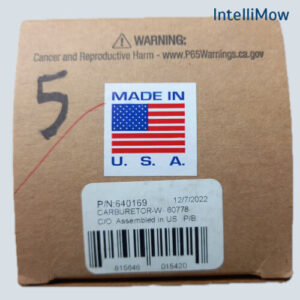 IntelliMow
⚠ WARNING:
Cancer and Reproductive Harm - www.P65Warnings.ca.gov
5
MADE IN
U. S. A.
P/N:640169 12/7/2022
CARBURETOR-W- 60778
C/O Assembled in US P/B
815646 015420